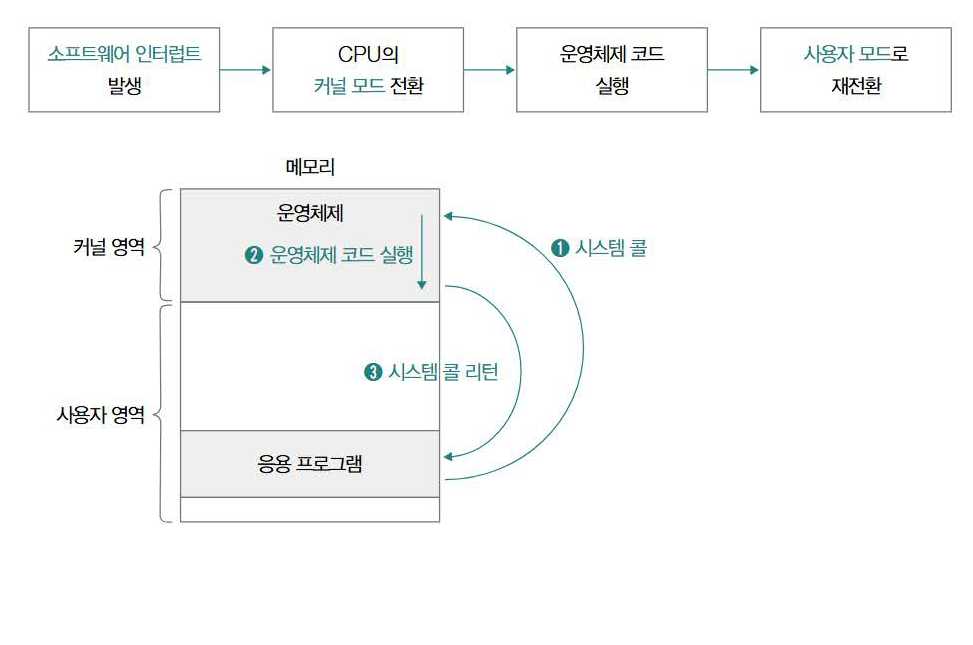 소프트웨어 인터럽트
발생
CPU의
커널 모드 전환
운영체제 코드
실행
사용자 모드로
재전환
메모리
운영체제
커널 영역
❷ 운영체제 코드 실행
❶ 시스템 콜
❸ 시스템 콜 리턴
사용자 영역
응용 프로그램